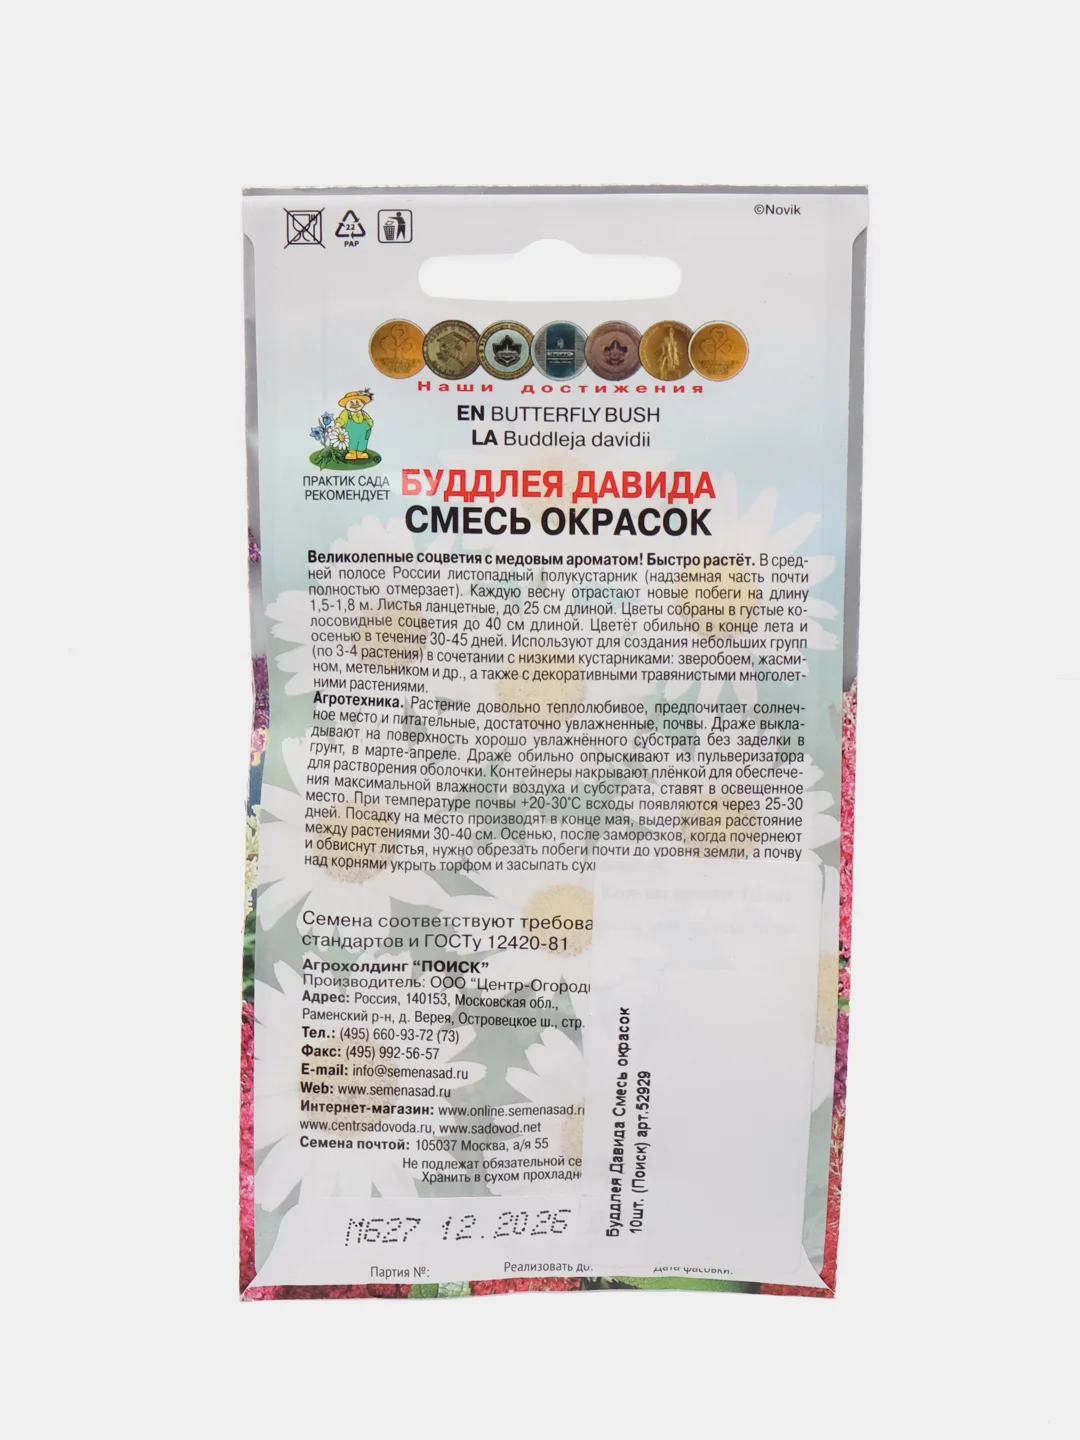 ©Novik
22
PAP
Наши достижения
EN BUTTERFLY BUSH
LA Buddleja davidii
ПРАКТИК САДА
РЕКОМЕНДУЕТ
БУДДЛЕЯ ДАВИДА
СМЕСЬ ОКРАСОК
Великолепные соцветия с медовым ароматом! Быстро растёт. В сред-
ней полосе России листопадный полукустарник (надземная часть почти
полностью отмерзает). Каждую весну отрастают новые побеги на длину
1,5-1,8 м. Листья ланцетные, до 25 см длиной. Цветы собраны в густые ко-
лосовидные соцветия до 40 см длиной. Цветёт обильно в конце лета и
осенью в течение 30-45 дней. Используют для создания небольших групп
(по 3-4 растения) в сочетании с низкими кустарниками: зверобоем, жасми-
ном, метельником и др., а также с декоративными травянистыми многолет-
ними растениями.
Агротехника. Растение довольно теплолюбивое, предпочитает солнеч-
ное место и питательные, достаточно увлажненные, почвы. Драже выкла-
дывают на поверхность хорошо увлажнённого субстрата без заделки в
грунт, в марте-апреле. Драже обильно опрыскивают из пульверизатора
для растворения оболочки. Контейнеры накрывают плёнкой для обеспече-
ния максимальной влажности воздуха и субстрата, ставят в освещенное
место. При температуре почвы +20-30°С всходы появляются через 25-30
дней. Посадку на место производят в конце мая, выдерживая расстояние
между растениями 30-40 см. Осенью, после заморозков, когда почернеют
и обвиснут листья, нужно обрезать побеги почти до уровня земли, а почву
над корнями укрыть торфом и засыпать сухи
Семена соответствуют требова
стандартов и ГОСТу 12420-81
Агрохолдинг "ПОИСК"
Производитель: ООО "Центр-Огородн
Адрес: Россия, 140153, Московская обл.,
Раменский р-н, д. Верея, Островецкое ш., стр.
Тел.: (495) 660-93-72 (73)
Факс: (495) 992-56-57
E-mail: info@semenasad.ru
Web: www.semenasad.ru
Интернет-магазин: www.online.semenasad.ru
www.centrsadovoda.ru, www.sadovod.net
Семена почтой: 105037 Москва, а/я 55
Не подлежат обязательной се
Хранить в сухом прохладн
М627 12.2026
Партия №:
Реализовать до:
Дата фасовки:
Буддлея Давида Смесь окрасок
10шт. (Поиск) арт.52929